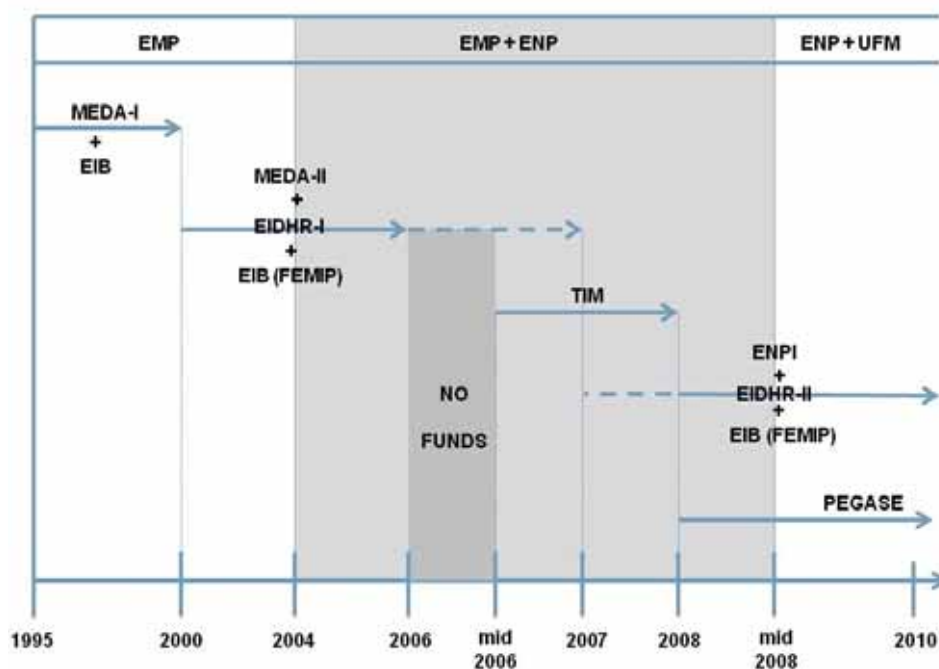 EMP
EMP + ENP
ENP + UFM
MEDA-I
+
EIB
MEDA-II
+
EIDHR-I
+
EIB (FEMIP)
TIM
NO
FUNDS
ENPI
+
EIDHR-II
+
EIB (FEMIP)
PEGASE
1995
2000
2004
2006
mid
2006
2007
2008
mid
2008
2010